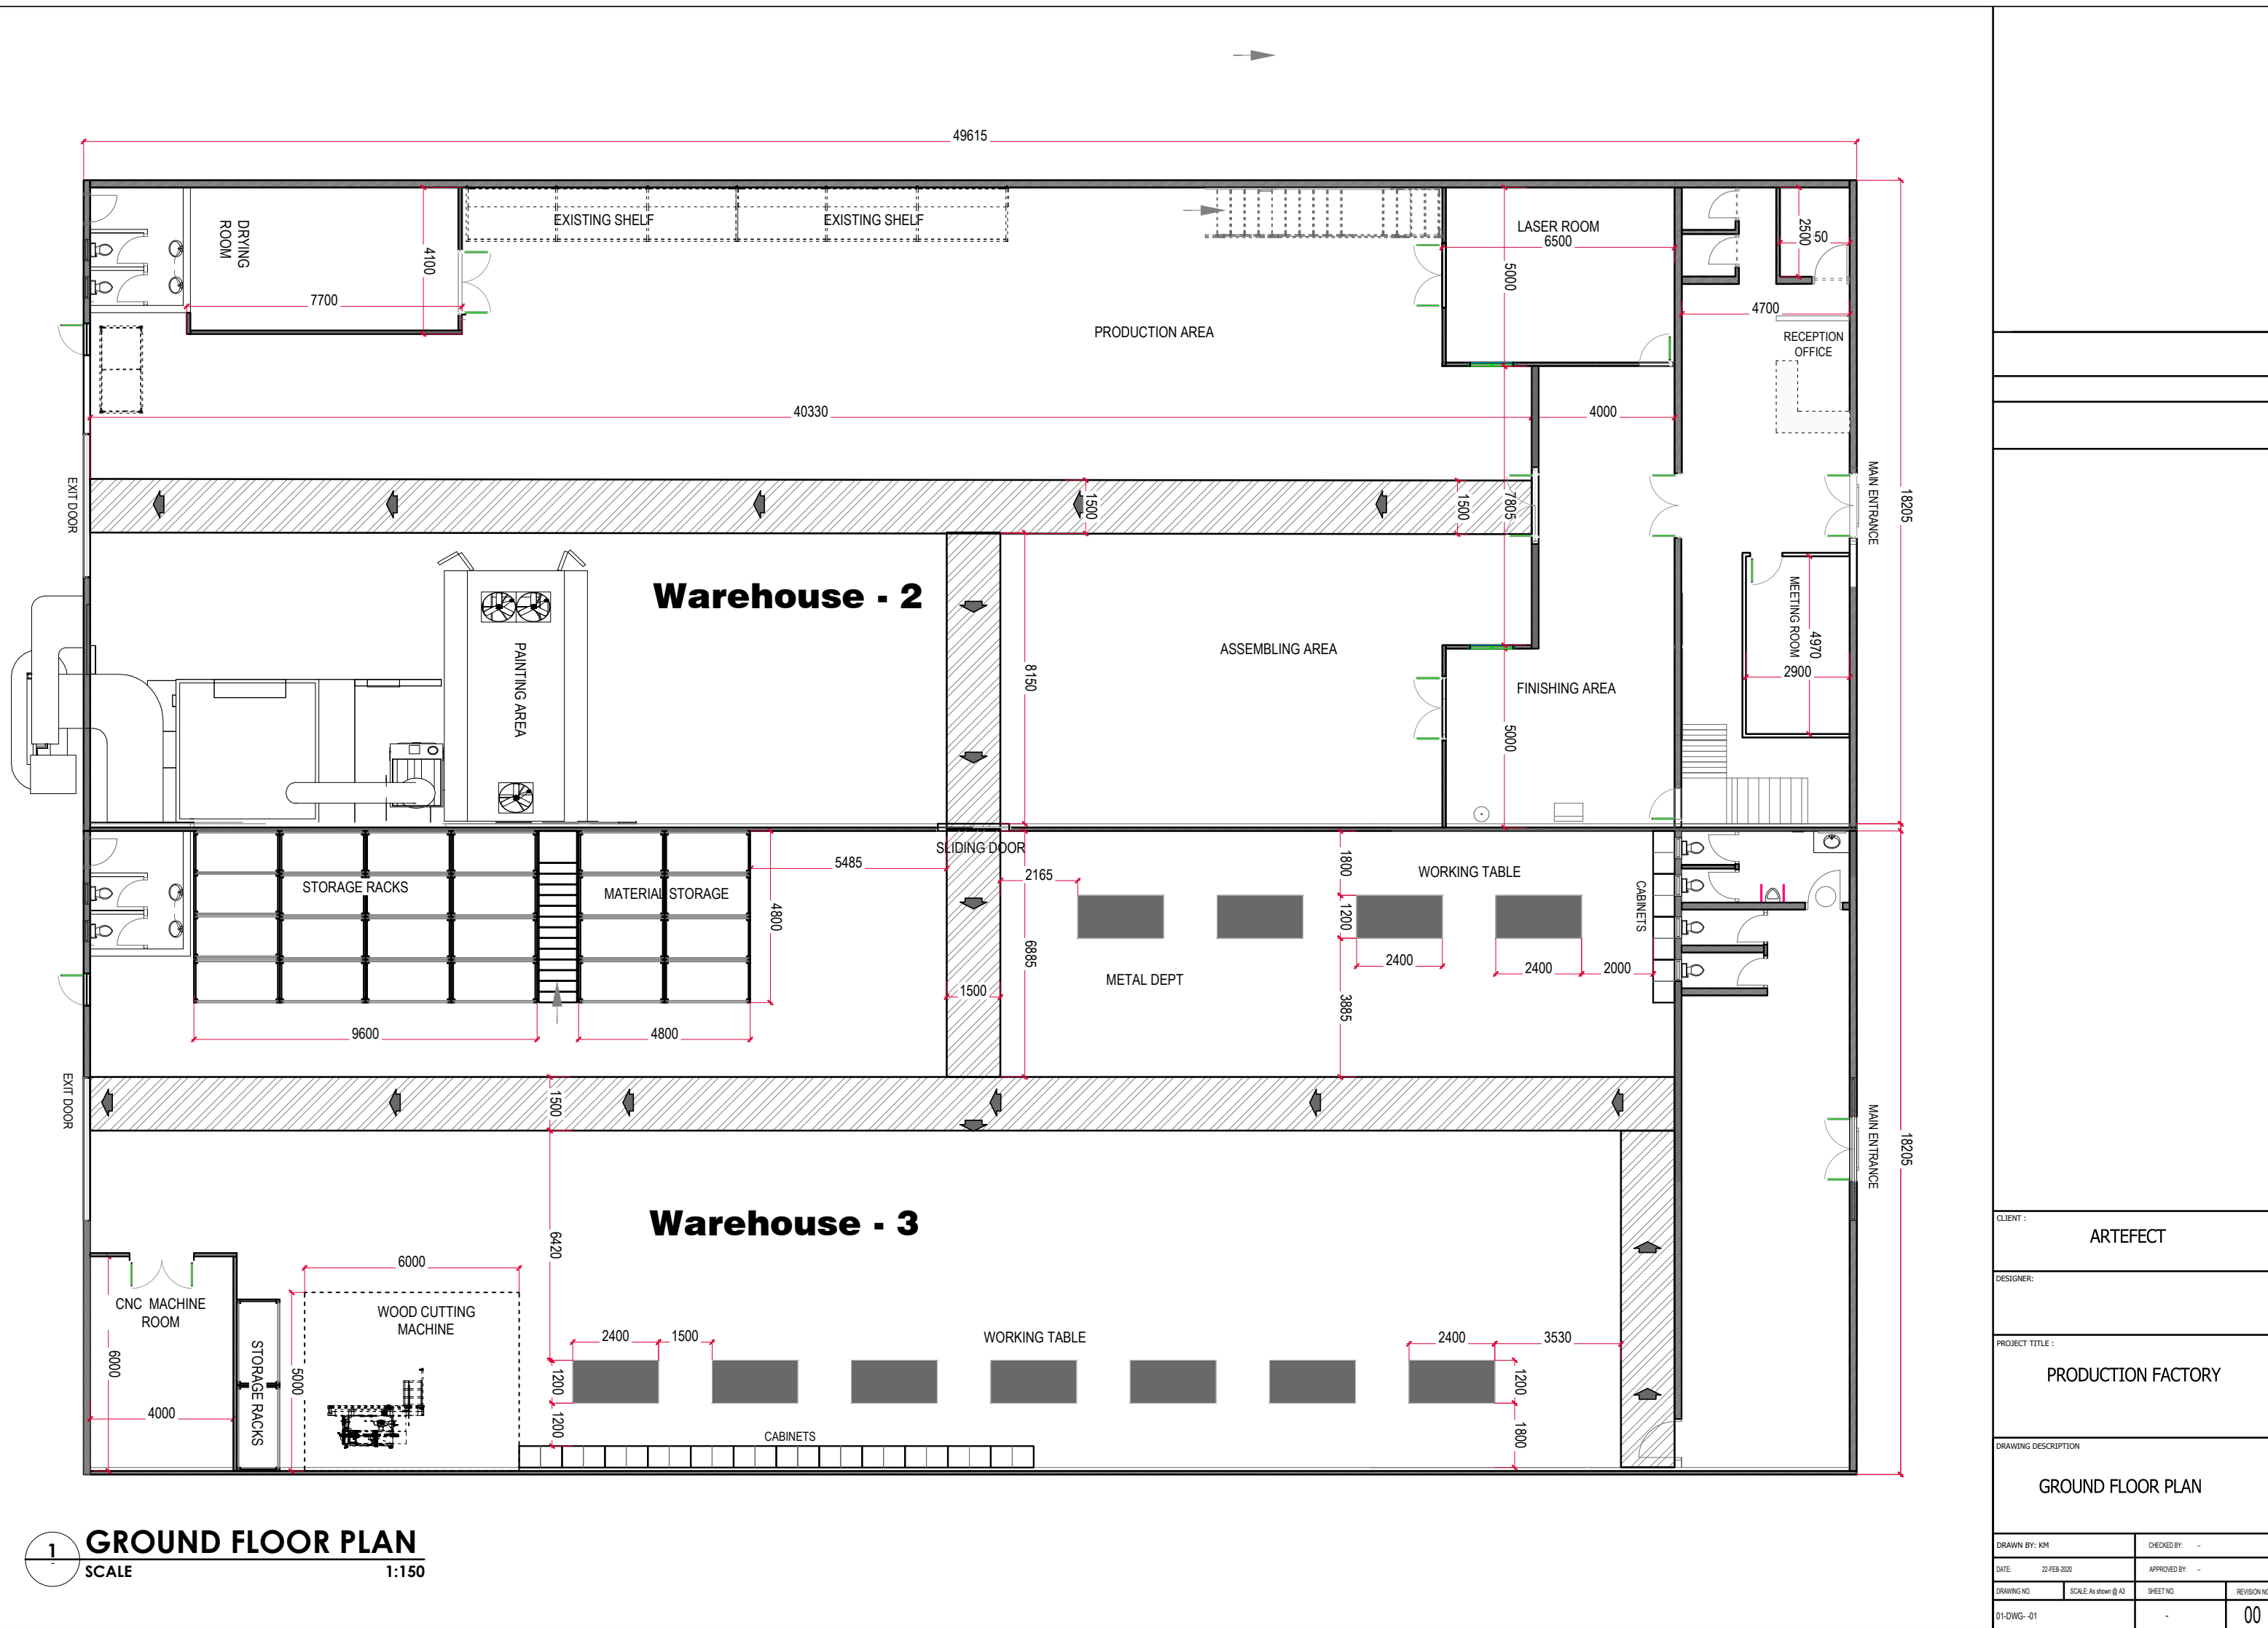 49615
EXISTING SHELF
EXISTING SHELF
DRYING
ROOM
4100
7700
LASER ROOM
6500
5000
2500
50
4700
RECEPTION
OFFICE
PRODUCTION AREA
40330
4000
EXIT DOOR
1500
1500
7805
MAIN ENTRANCE
18205
Warehouse - 2
PAINTING AREA
8150
ASSEMBLING AREA
FINISHING AREA
5000
MEETING ROOM
4970
2900
SLIDING DOOR
STORAGE RACKS
MATERIAL STORAGE
4800
5485
2165
1800
WORKING TABLE
CABINETS
1200
6885
2400
2400
2000
METAL DEPT
1500
3885
9600
4800
EXIT DOOR
1500
MAIN ENTRANCE
18205
Warehouse - 3
6420
6000
CNC MACHINE
ROOM
6000
4000
STORAGE RACKS
5000
WOOD CUTTING
MACHINE
2400
1500
WORKING TABLE
2400
3530
1200
1200
1200
1800
CABINETS
1
-
GROUND FLOOR PLAN
SCALE 1:150
CLIENT :
ARTEFECT
DESIGNER:
PROJECT TITLE :
PRODUCTION FACTORY
DRAWING DESCRIPTION
GROUND FLOOR PLAN
DRAWN BY: KM
CHECKED BY: --
DATE: 22-FEB-2020
APPROVED BY: --
DRAWING NO.
SCALE: As shown @ A3
SHEET NO.
REVISION NO
01-DWG- -01
-
00